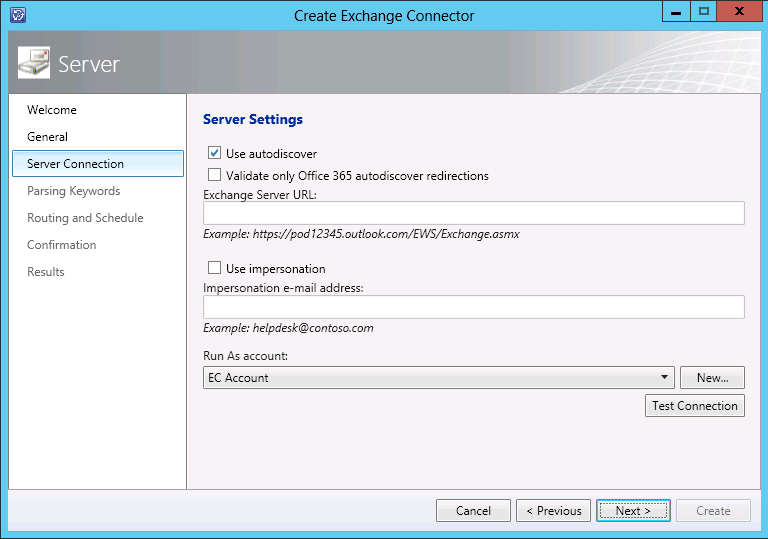 Create Exchange Connector
Server
Welcome
General
Server Connection
Parsing Keywords
Routing and Schedule
Confirmation
Results
Server Settings
Use autodiscover
Validate only Office 365 autodiscover redirections
Exchange Server URL:
Example: https://pod12345.outlook.com/EWS/Exchange.asmx
Use impersonation
Impersonation e-mail address:
Example: helpdesk@contoso.com
Run As account:
EC Account New...
Test Connection
Cancel < Previous Next > Create